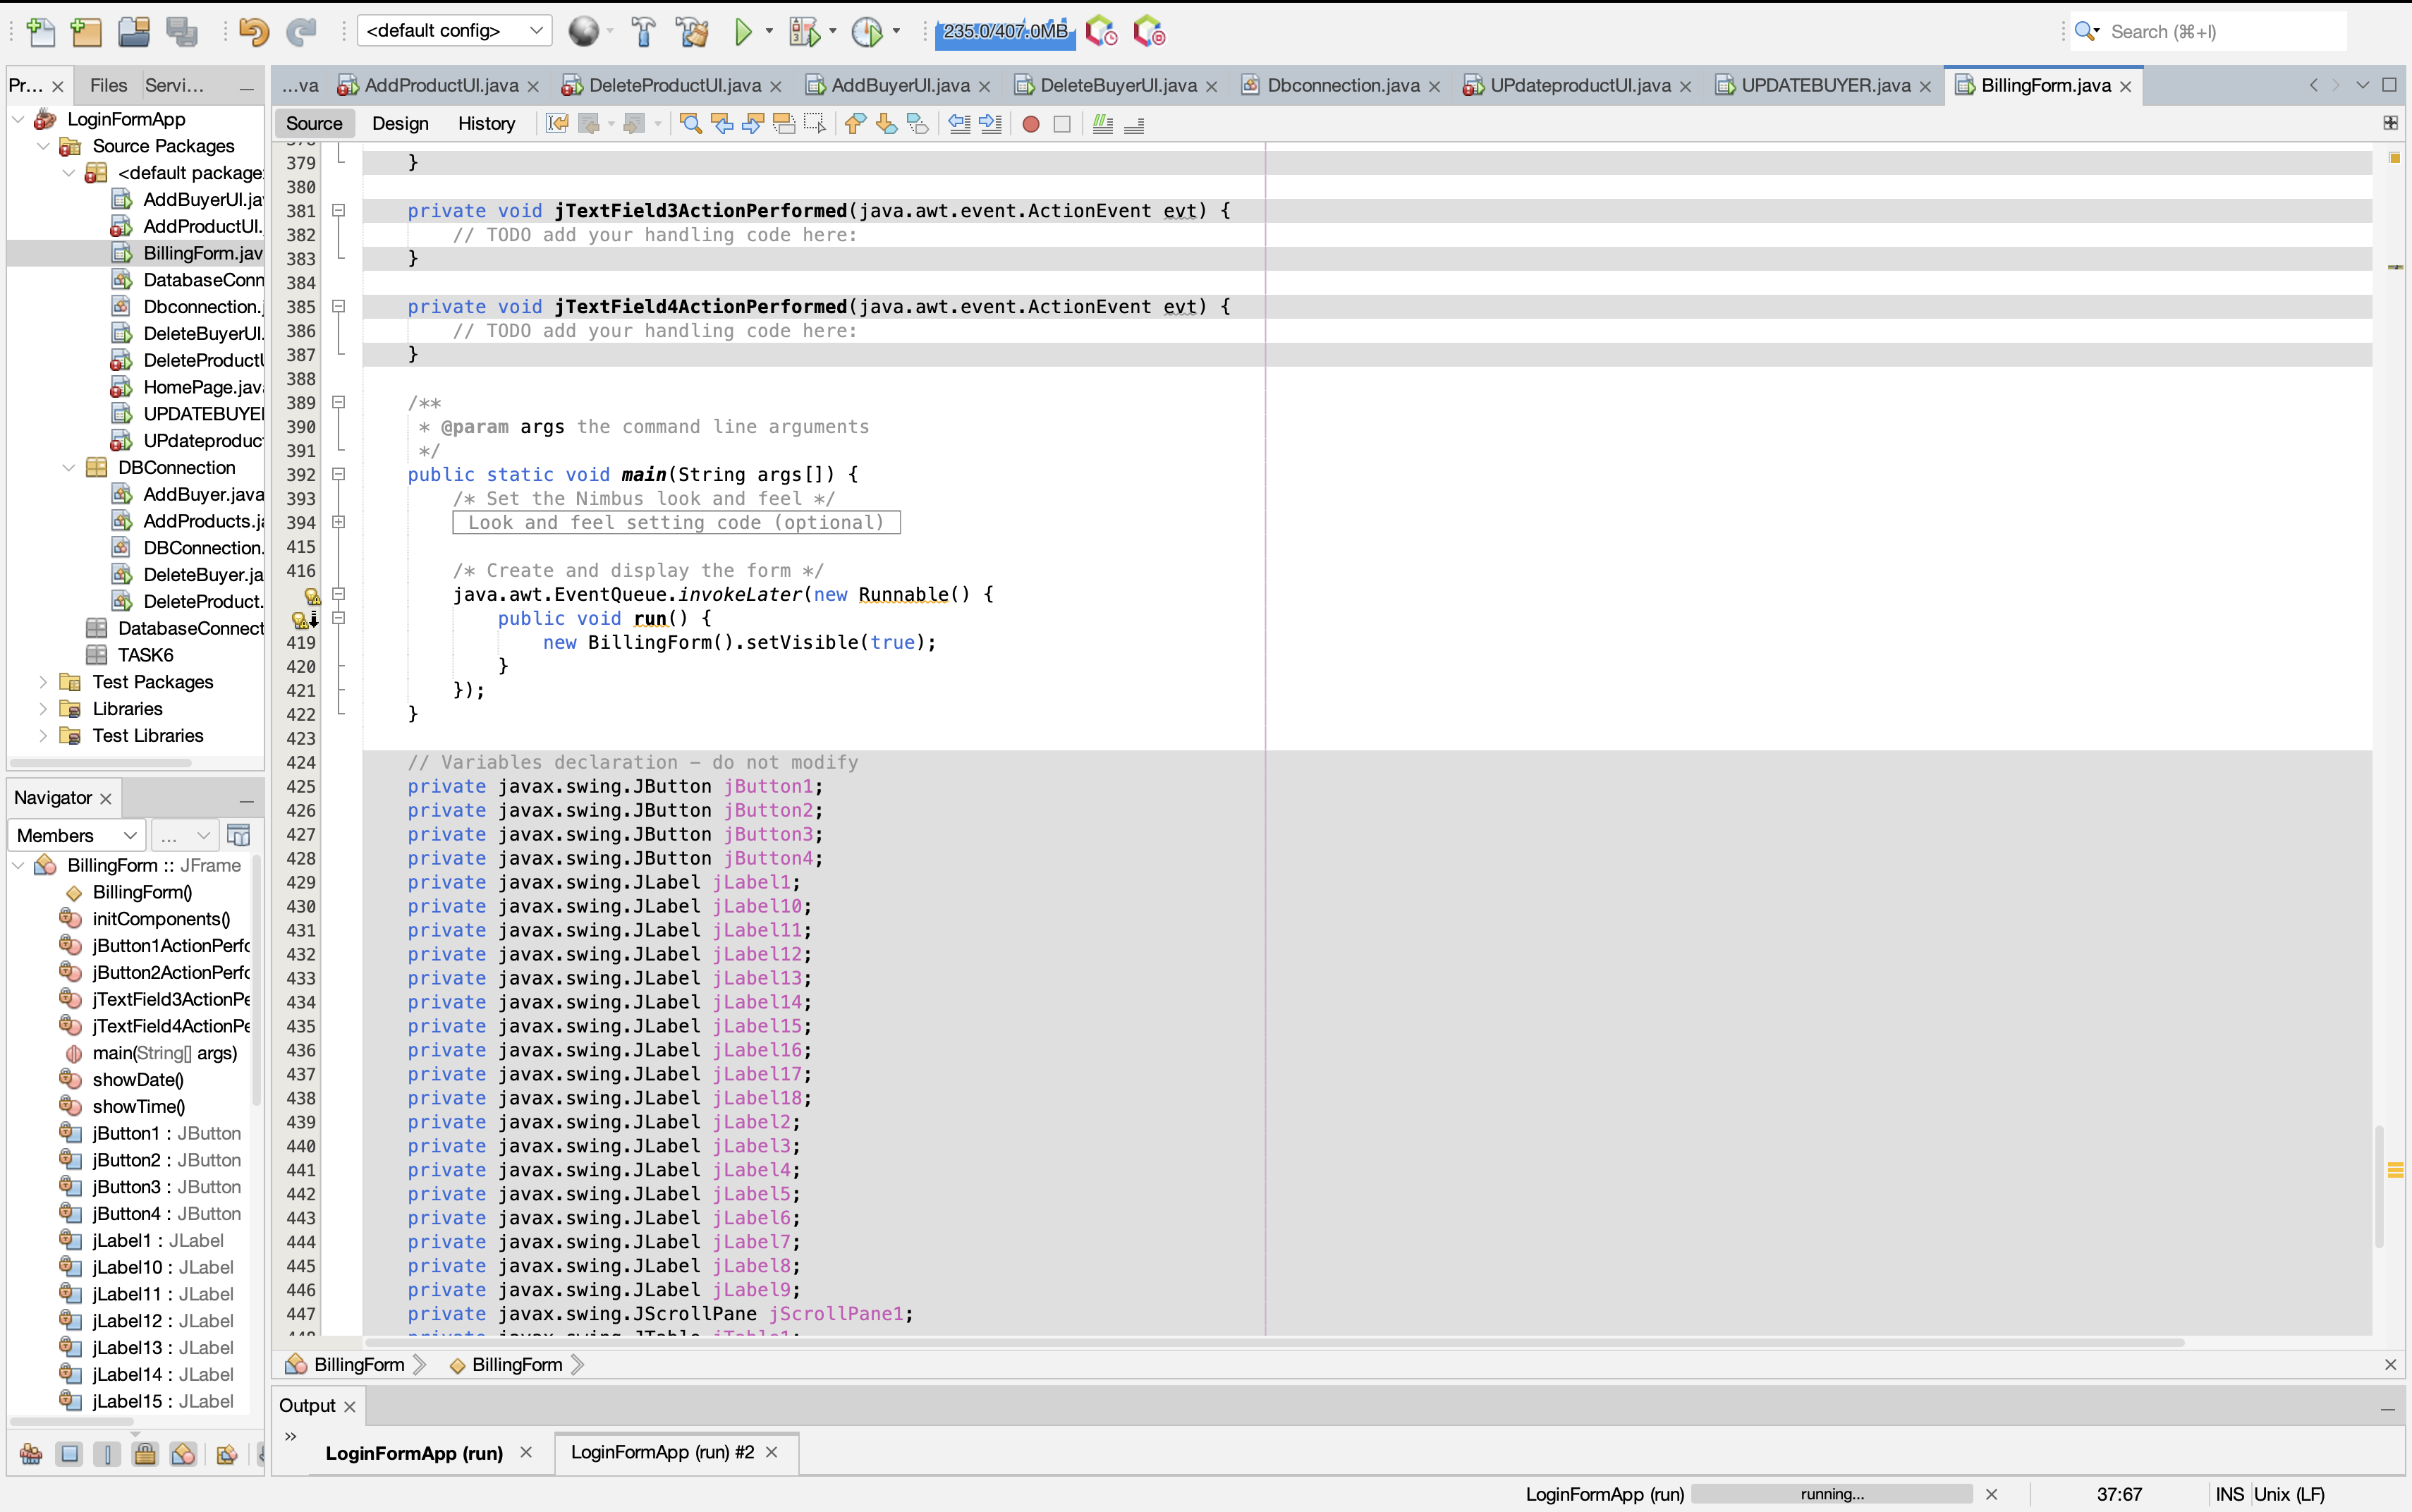 <default config>
235.0/407.0MB
Search (⌘+I)
Pr...
Files
Servi...
...va
AddProductUI.java
DeleteProductUI.java
AddBuyerUI.java
DeleteBuyerUI.java
Dbconnection.java
UPdateproductUI.java
UPDATEBUYER.java
BillingForm.java
Source
Design
History
LoginFormApp
Source Packages
<default package
AddBuyerUI.ja
AddProductUI.
BillingForm.jav
DatabaseConn
Dbconnection.j
DeleteBuyerUI.
DeleteProductU
HomePage.java
UPDATEBUYE
UPdateproduc
DBConnection
AddBuyer.java
AddProducts.ja
DBConnection.
DeleteBuyer.ja
DeleteProduct.
DatabaseConnect
TASK6
Test Packages
Libraries
Test Libraries
Navigator
Members
...
BillingForm :: JFrame
BillingForm()
initComponents()
jButton1ActionPerfo
jButton2ActionPerfo
jTextField3ActionPe
jTextField4ActionPe
main(String[] args)
showDate()
showTime()
jButton1 : JButton
jButton2 : JButton
jButton3 : JButton
jButton4 : JButton
jLabel1 : JLabel
jLabel10 : JLabel
jLabel11 : JLabel
jLabel12 : JLabel
jLabel13 : JLabel
jLabel14 : JLabel
jLabel15 : JLabel
379 }
380
381 private void jTextField3ActionPerformed(java.awt.event.ActionEvent evt) {
382 // TODO add your handling code here:
383 }
384
385 private void jTextField4ActionPerformed(java.awt.event.ActionEvent evt) {
386 // TODO add your handling code here:
387 }
388
389 /**
390 * @param args the command line arguments
391 */
392 public static void main(String args[]) {
393 /* Set the Nimbus look and feel */
394 Look and feel setting code (optional)
415
416 /* Create and display the form */
java.awt.EventQueue.invokeLater(new Runnable() {
public void run() {
419 new BillingForm().setVisible(true);
420 }
421 });
422 }
423
424 // Variables declaration – do not modify
425 private javax.swing.JButton jButton1;
426 private javax.swing.JButton jButton2;
427 private javax.swing.JButton jButton3;
428 private javax.swing.JButton jButton4;
429 private javax.swing.JLabel jLabel1;
430 private javax.swing.JLabel jLabel10;
431 private javax.swing.JLabel jLabel11;
432 private javax.swing.JLabel jLabel12;
433 private javax.swing.JLabel jLabel13;
434 private javax.swing.JLabel jLabel14;
435 private javax.swing.JLabel jLabel15;
436 private javax.swing.JLabel jLabel16;
437 private javax.swing.JLabel jLabel17;
438 private javax.swing.JLabel jLabel18;
439 private javax.swing.JLabel jLabel2;
440 private javax.swing.JLabel jLabel3;
441 private javax.swing.JLabel jLabel4;
442 private javax.swing.JLabel jLabel5;
443 private javax.swing.JLabel jLabel6;
444 private javax.swing.JLabel jLabel7;
445 private javax.swing.JLabel jLabel8;
446 private javax.swing.JLabel jLabel9;
447 private javax.swing.JScrollPane jScrollPane1;
BillingForm
BillingForm
Output
LoginFormApp (run)
LoginFormApp (run) #2
LoginFormApp (run)
running...
37:67
INS
Unix (LF)